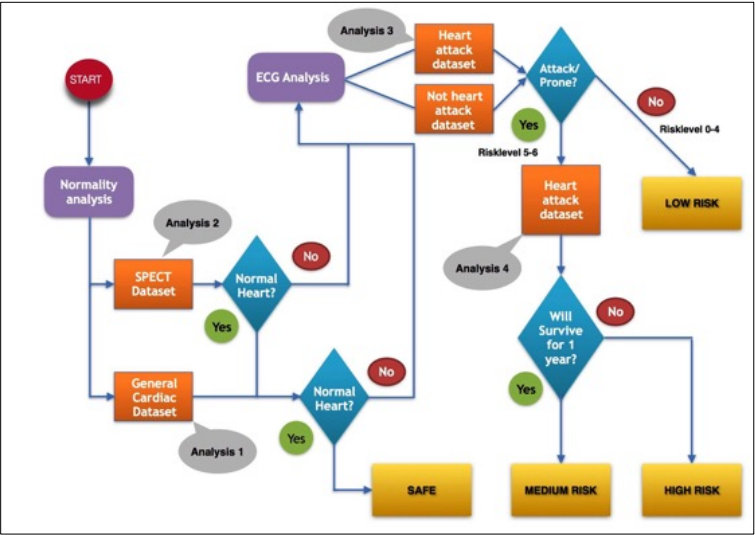 START
Normality
analysis
Analysis 2
SPECT
Dataset
Normal
Heart?
No
Yes
General
Cardiac
Dataset
Analysis 1
Normal
Heart?
No
Yes
SAFE
ECG Analysis
Analysis 3
Heart
attack
dataset
Not heart
attack
dataset
Attack/
Prone?
No
Risklevel 0-4
LOW RISK
Yes
Risklevel 5-6
Heart
attack
dataset
Analysis 4
Will
Survive
for 1
year?
No
Yes
MEDIUM RISK
HIGH RISK